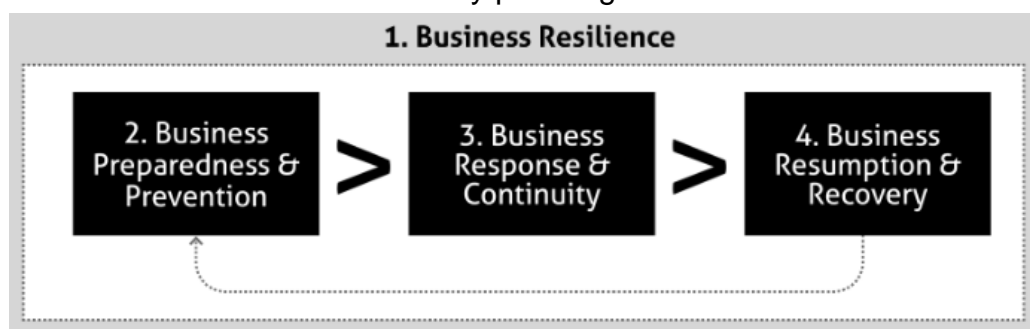 1. Business Resilience
2. Business
Preparedness &
Prevention
>
3. Business
Response &
Continuity
>
4. Business
Resumption &
Recovery